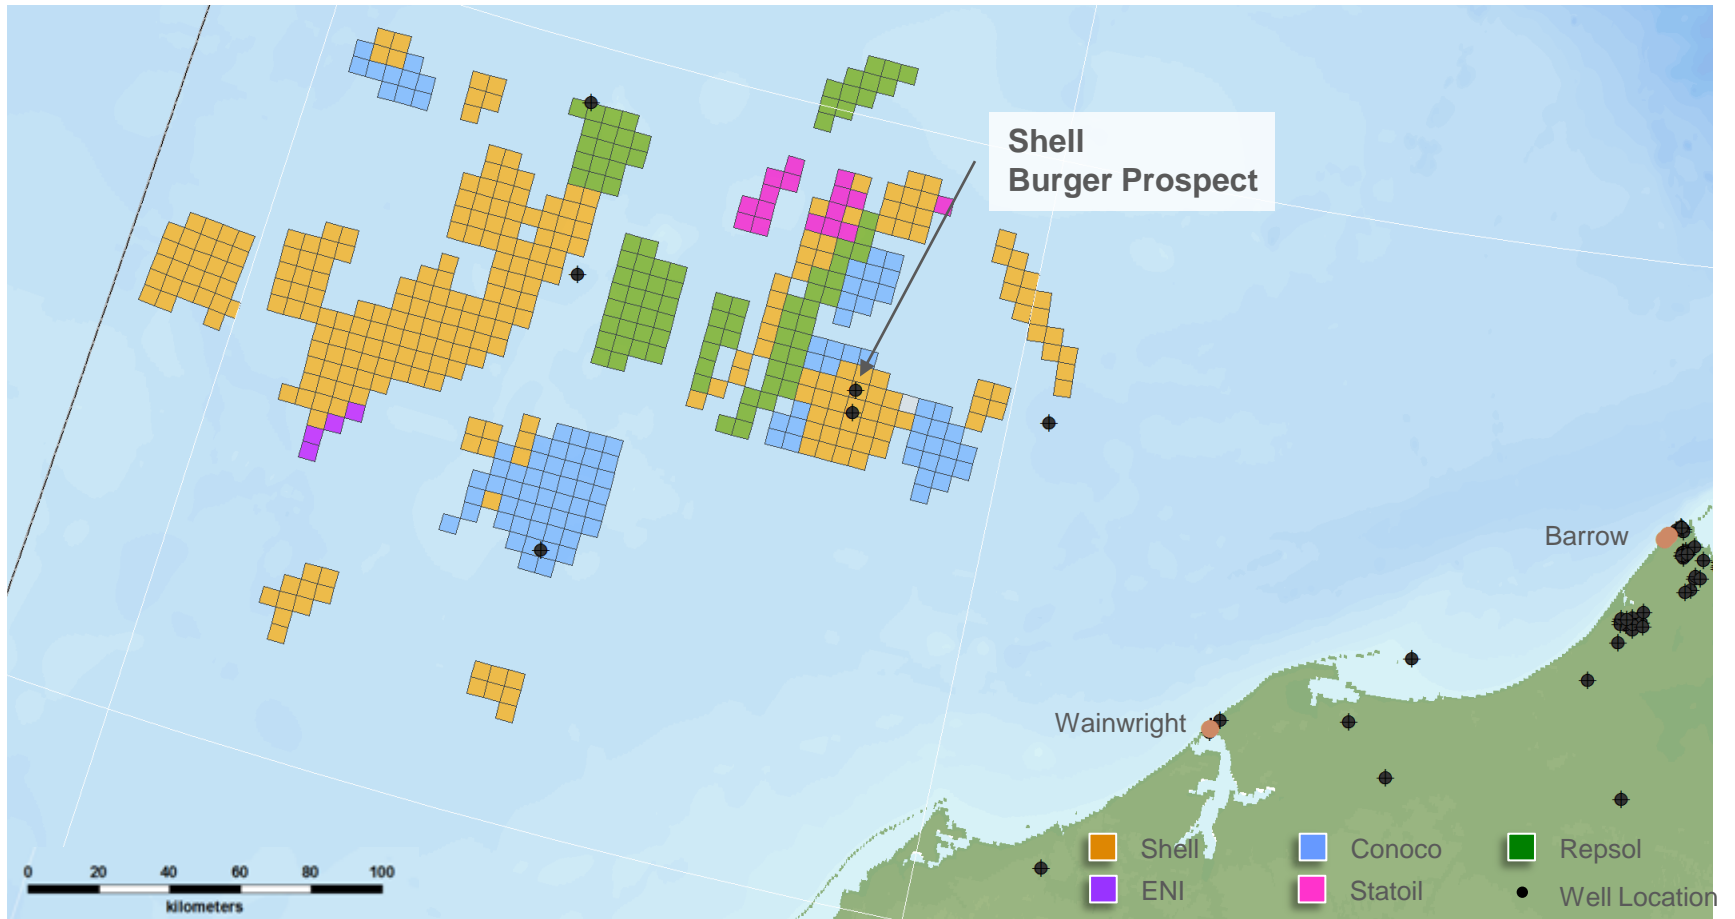 Shell
Burger Prospect
Barrow
Wainwright
Shell Conoco Repsol
ENI Statoil Well Location
0 20 40 60 80 100
kilometers